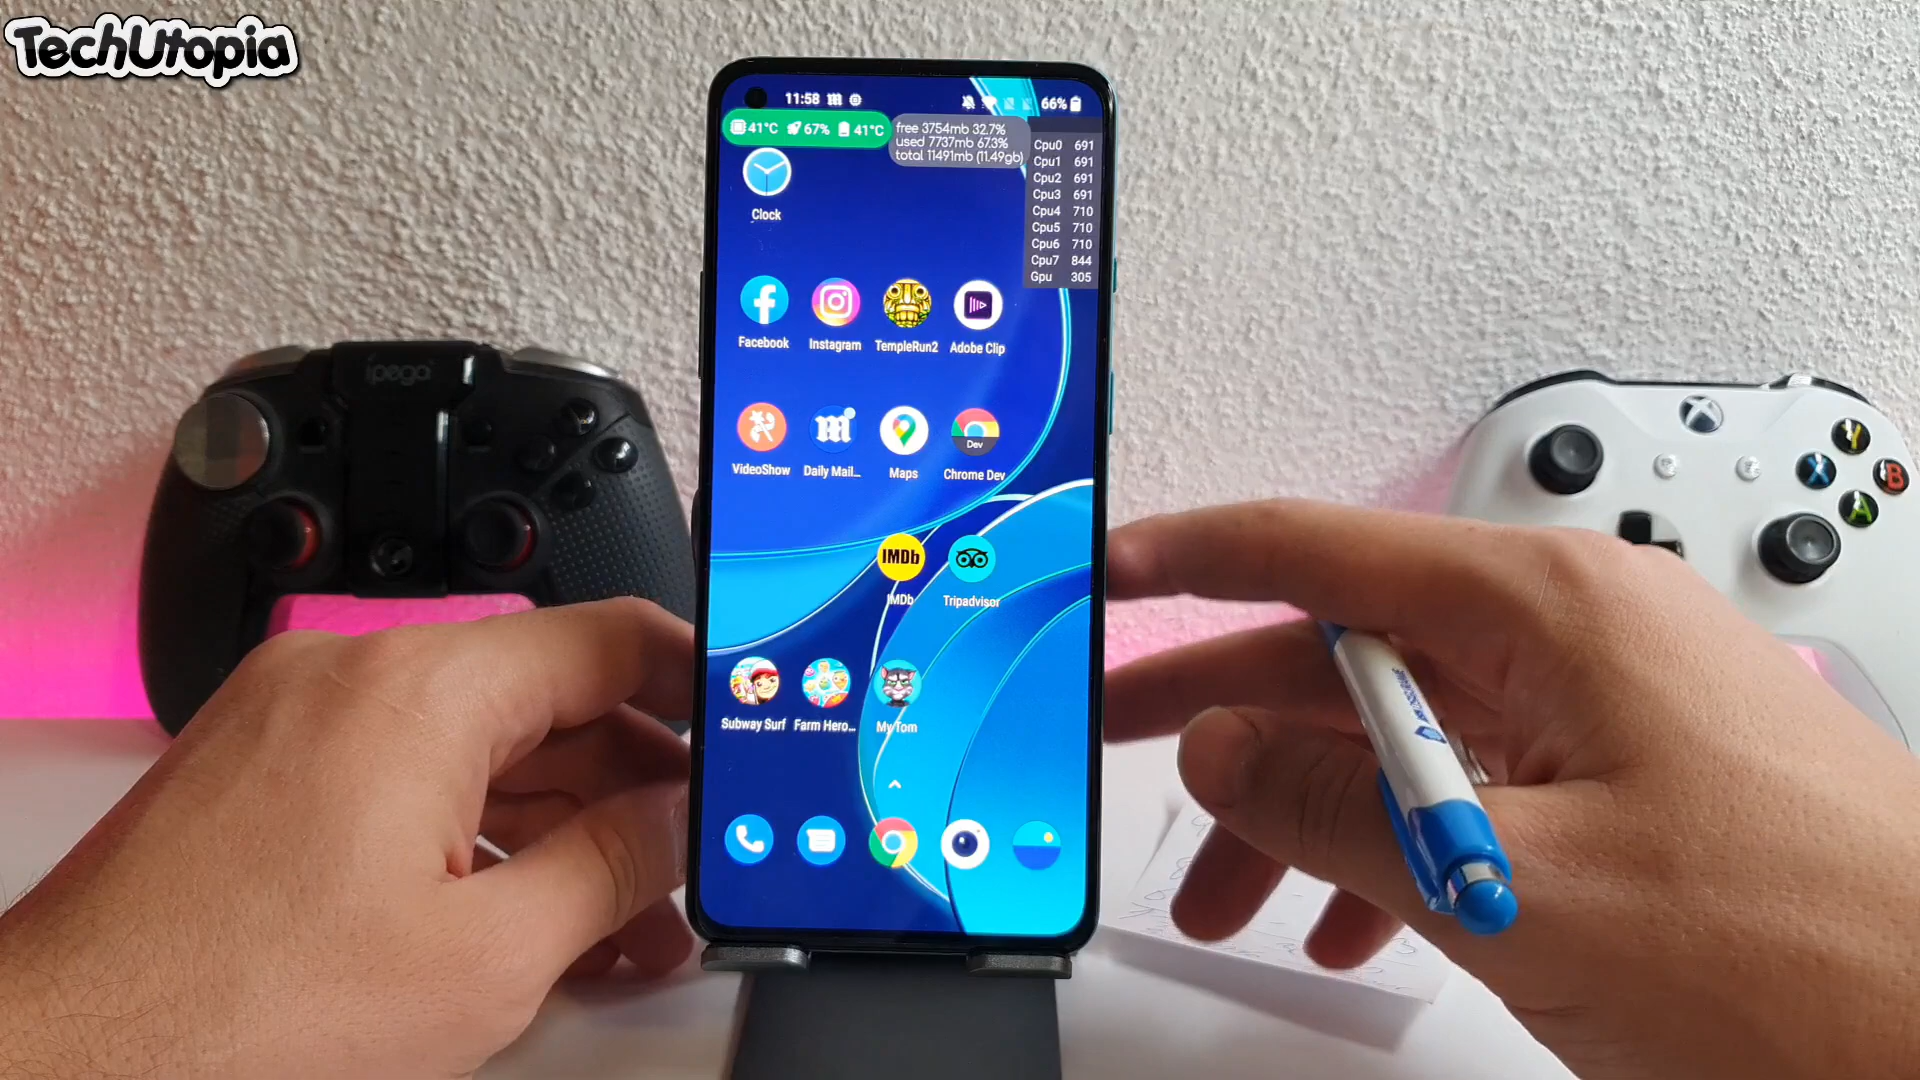 TechUtopia
11:58
66%
41°C 67% 41°C
free 3754mb 32.7%
used 7737mb 67.3%
total 11491mb (11.49gb)
Cpu0 691
Cpu1 691
Cpu2 691
Cpu3 691
Cpu4 710
Cpu5 710
Cpu6 710
Cpu7 844
Gpu 305
Clock
Facebook Instagram TempleRun2 Adobe Clip
m
Dev
VideoShow Daily Mail... Maps Chrome Dev
IMDb
IMDb Tripadvisor
Subway Surf Farm Hero... My Tom
ipega
Y
X B
A